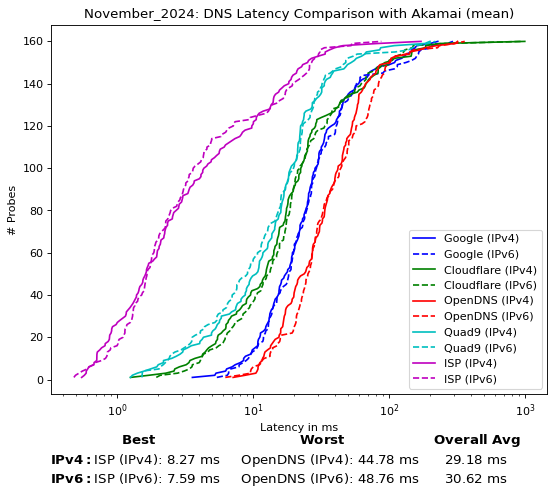 November_2024: DNS Latency Comparison with Akamai (mean)
160
140
120
100
80
60
40
20
0
# Probes
Google (IPv4)
Google (IPv6)
Cloudflare (IPv4)
Cloudflare (IPv6)
OpenDNS (IPv4)
OpenDNS (IPv6)
Quad9 (IPv4)
Quad9 (IPv6)
ISP (IPv4)
ISP (IPv6)
10⁰ 10¹ 10² 10³
Latency in ms
Best Worst Overall Avg
IPv4: ISP (IPv4): 8.27 ms OpenDNS (IPv4): 44.78 ms 29.18 ms
IPv6: ISP (IPv6): 7.59 ms OpenDNS (IPv6): 48.76 ms 30.62 ms